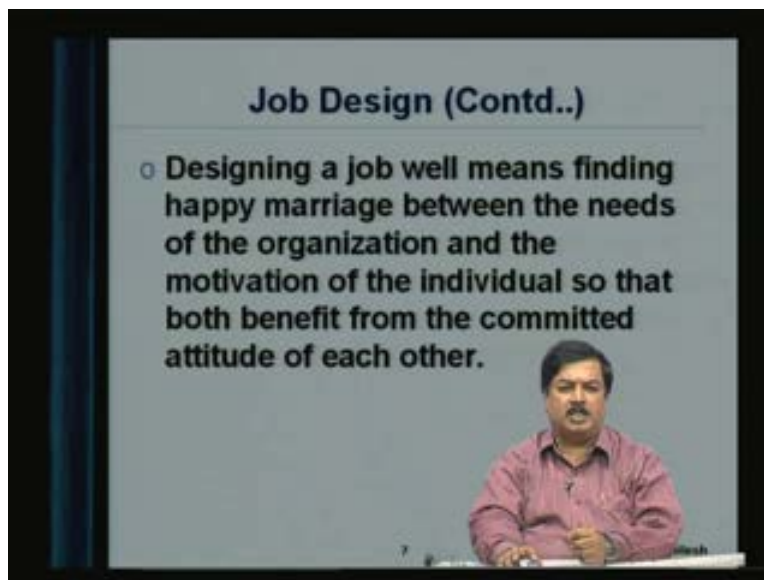 Job Design (Contd..)
o Designing a job well means finding
happy marriage between the needs
of the organization and the
motivation of the individual so that
both benefit from the committed
attitude of each other.
7